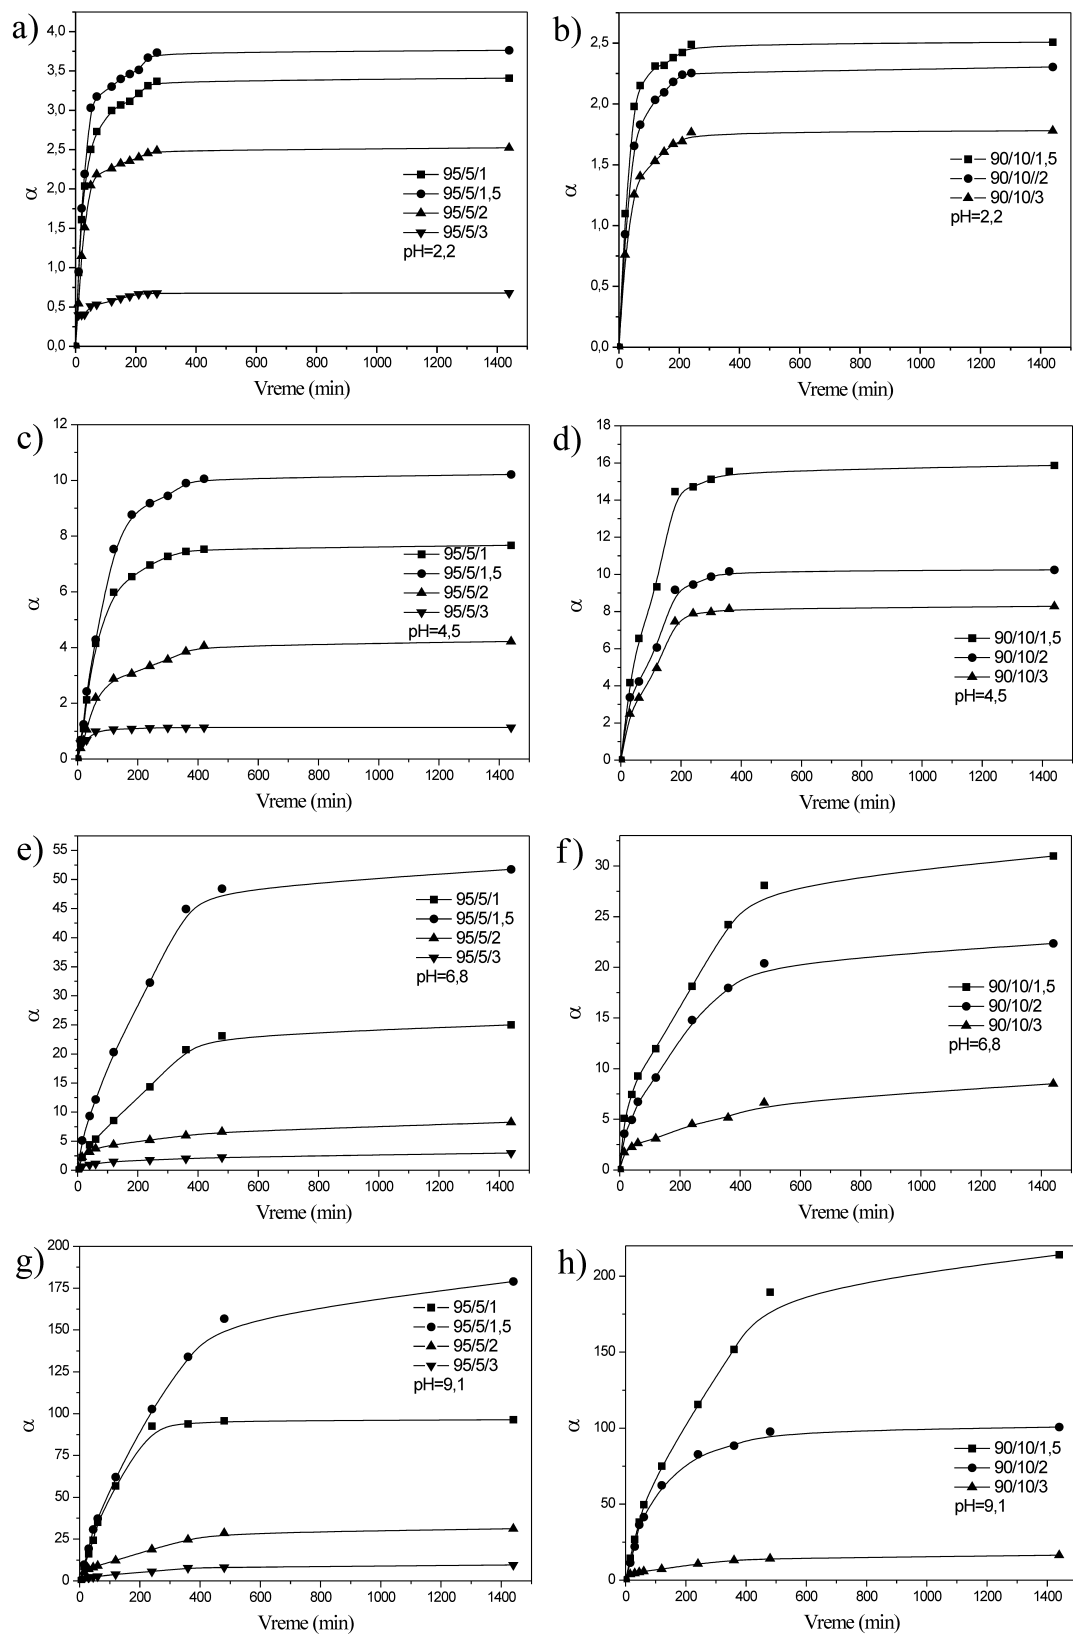 a)
4,0
3,5
3,0
2,5
2,0
1,5
1,0
0,5
0,0
α
95/5/1
95/5/1,5
95/5/2
95/5/3
pH=2,2
0 200 400 600 800 1000 1200 1400
Vreme (min)
b)
2,5
2,0
1,5
1,0
0,5
0,0
α
90/10/1,5
90/10//2
90/10/3
pH=2,2
0 200 400 600 800 1000 1200 1400
Vreme (min)
c)
12
10
8
6
4
2
0
α
95/5/1
95/5/1,5
95/5/2
95/5/3
pH=4,5
0 200 400 600 800 1000 1200 1400
Vreme (min)
d)
18
16
14
12
10
8
6
4
2
0
α
90/10/1,5
90/10/2
90/10/3
pH=4,5
0 200 400 600 800 1000 1200 1400
Vreme (min)
e)
55
50
45
40
35
30
25
20
15
10
5
0
α
95/5/1
95/5/1,5
95/5/2
95/5/3
pH=6,8
0 200 400 600 800 1000 1200 1400
Vreme (min)
f)
30
25
20
15
10
5
0
α
90/10/1,5
90/10/2
90/10/3
pH=6,8
0 200 400 600 800 1000 1200 1400
Vreme (min)
g)
200
175
150
125
100
75
50
25
0
α
95/5/1
95/5/1,5
95/5/2
95/5/3
pH=9,1
0 200 400 600 800 1000 1200 1400
Vreme (min)
h)
200
150
100
50
0
α
90/10/1,5
90/10/2
90/10/3
pH=9,1
0 200 400 600 800 1000 1200 1400
Vreme (min)